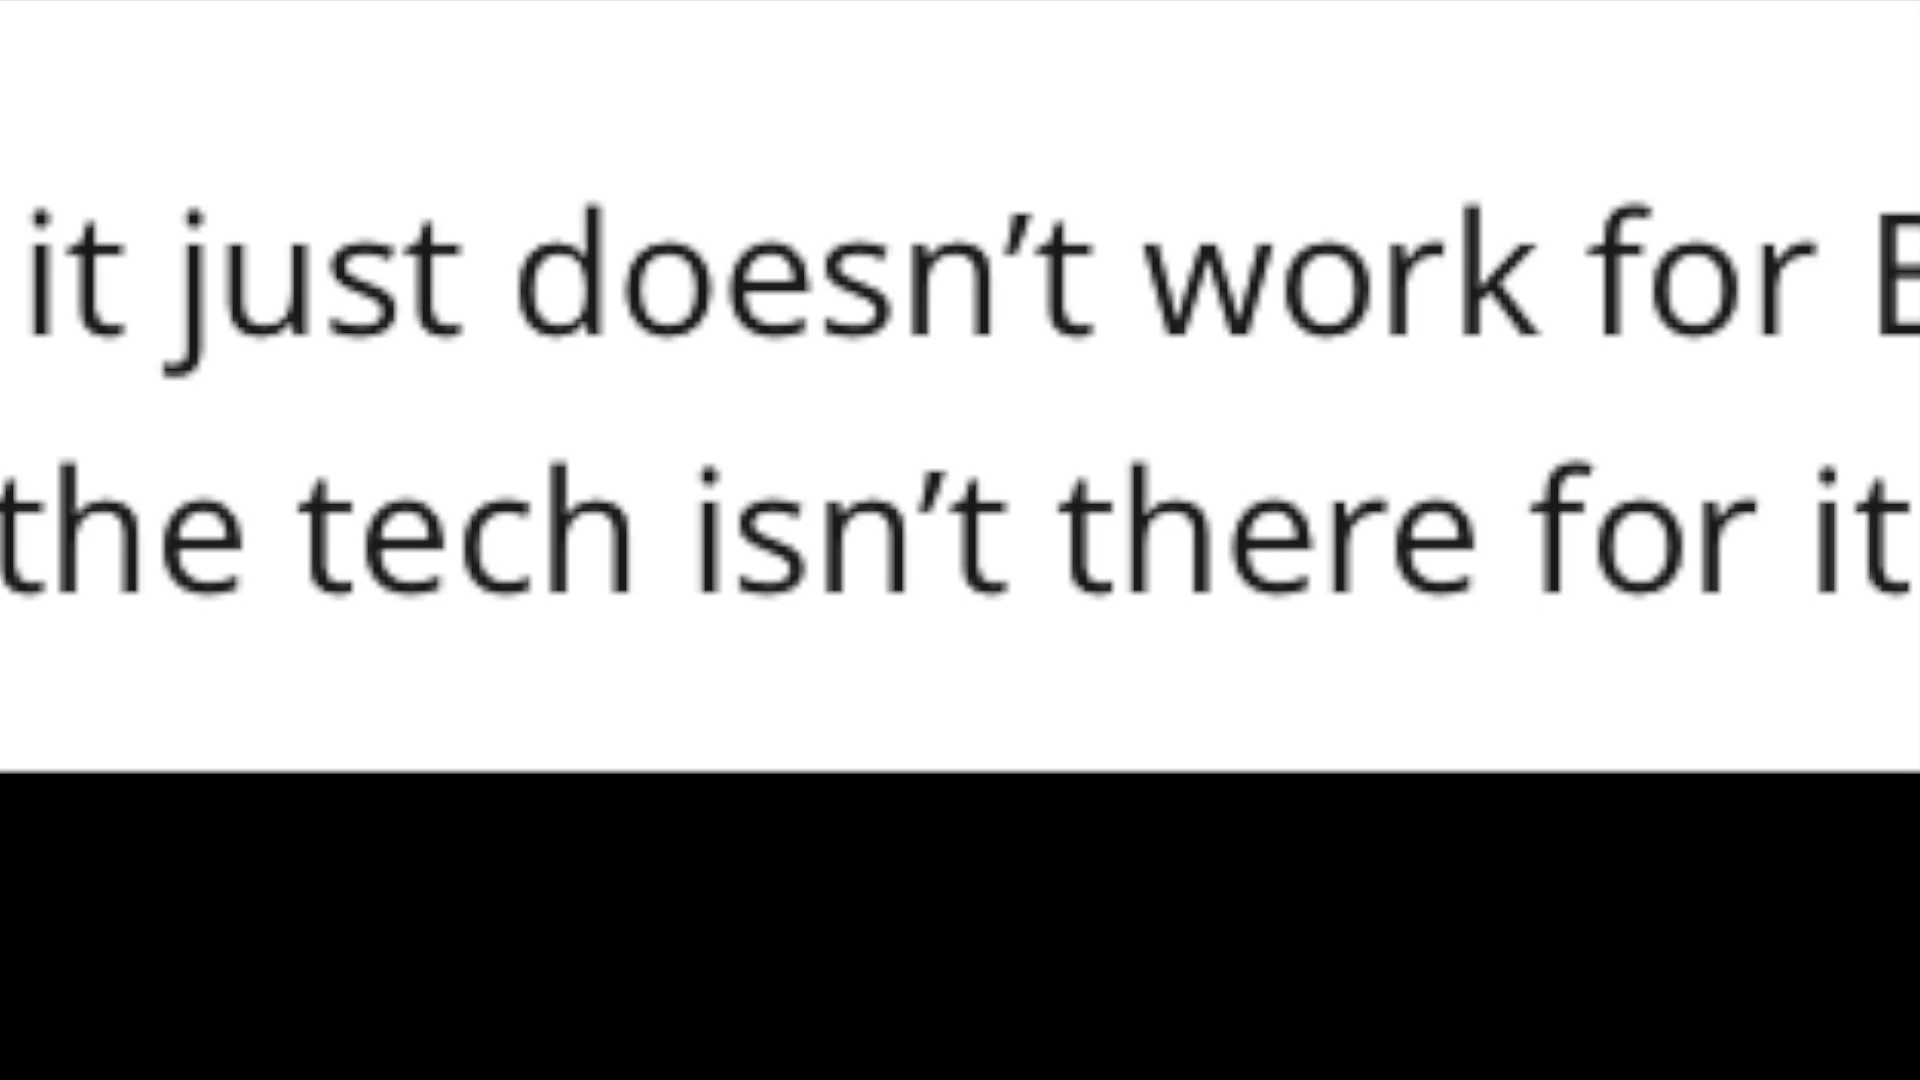 it just doesn’t work for
the tech isn’t there for it